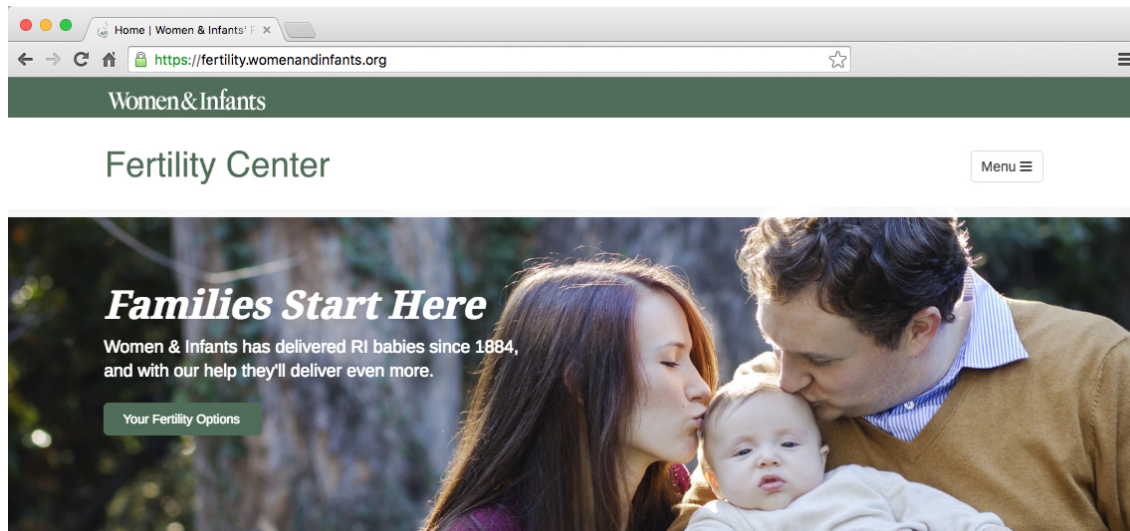 Home | Women & Infants' F
https://fertility.womenandinfants.org
Women&Infants
Fertility Center
Menu
Families Start Here
Women & Infants has delivered RI babies since 1884,
and with our help they'll deliver even more.
Your Fertility Options